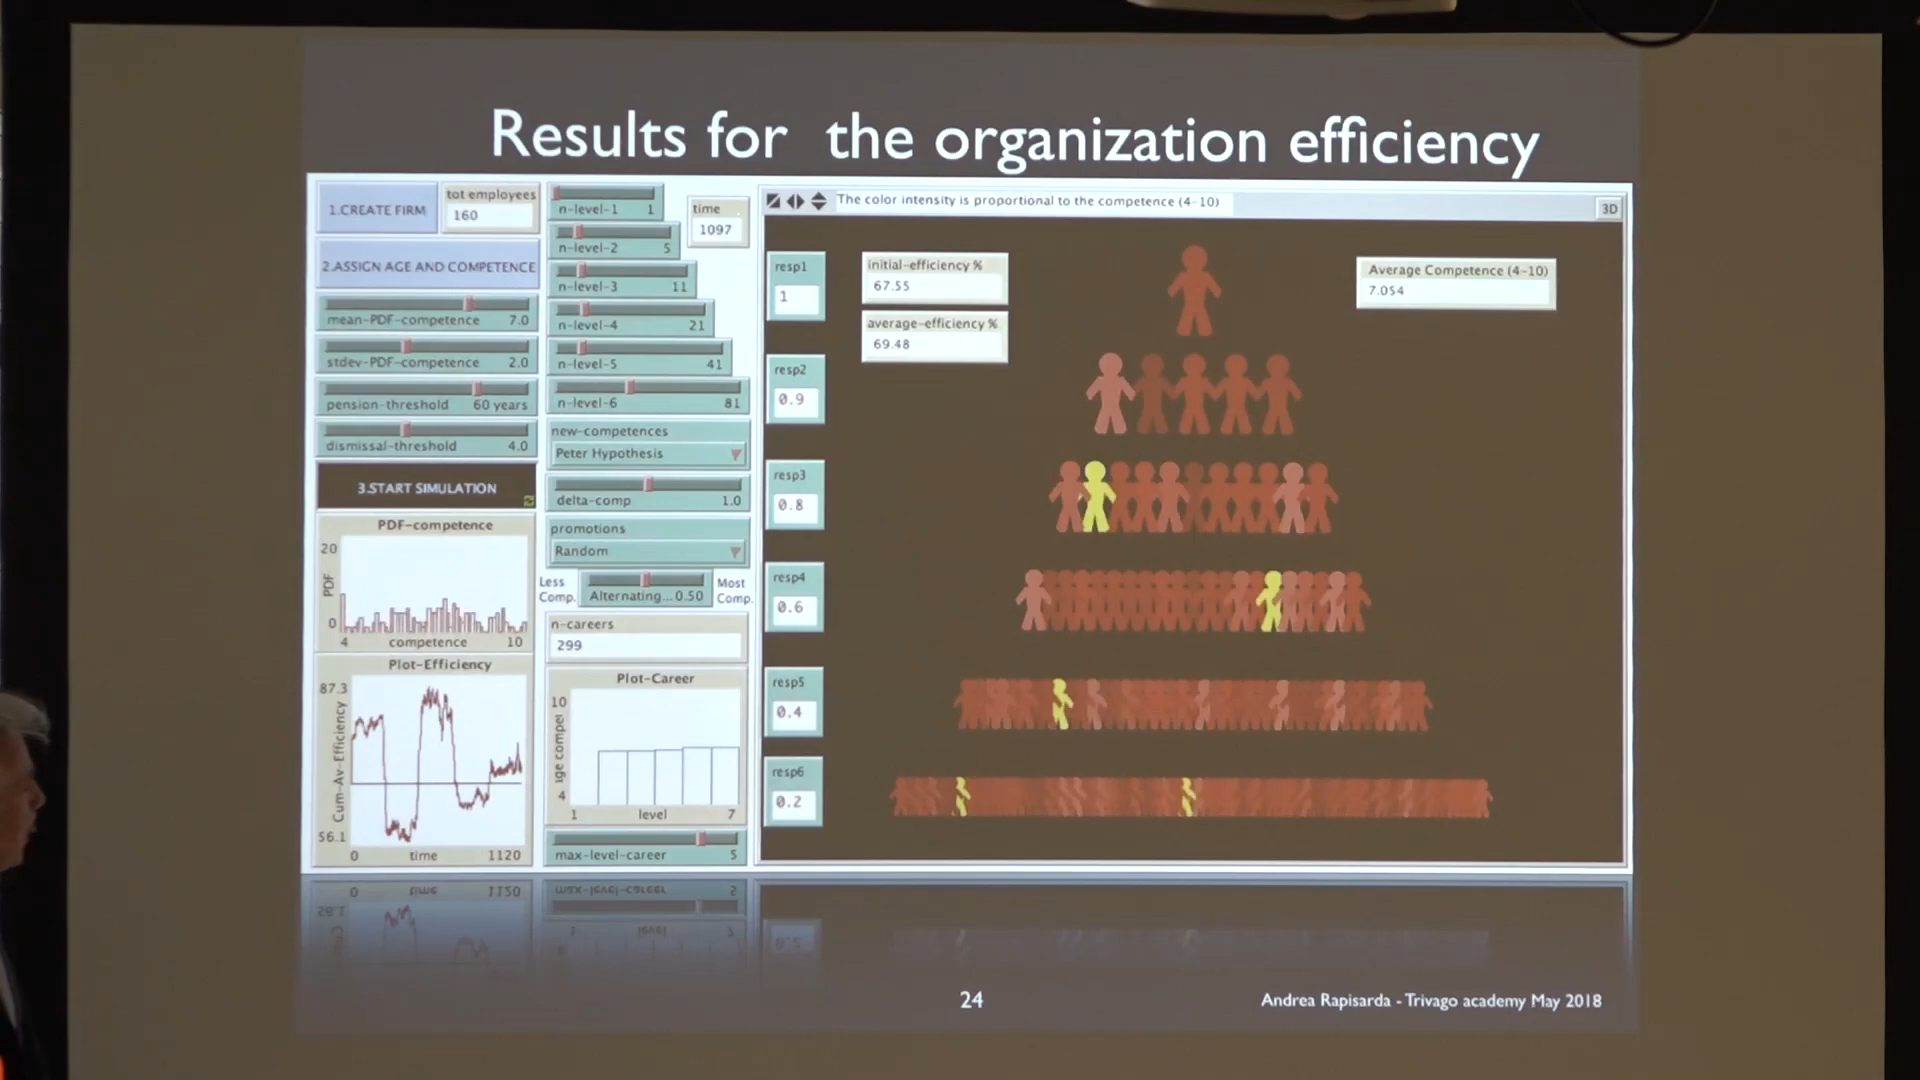 Results for the organization efficiency
1.CREATE FIRM
tot employees
160
2.ASSIGN AGE AND COMPETENCE
mean-PDF-competence 7.0
stdev-PDF-competence 2.0
pension-threshold 60 years
dismissal-threshold 4.0
3.START SIMULATION
PDF-competence
20
PDF
0
4 competence 10
Plot-Efficiency
87.3
Cum-Av-Efficiency
56.1
0 time 1120
n-level-1 1
n-level-2 5
n-level-3 11
n-level-4 21
n-level-5 41
n-level-6 81
time
1097
new-competences
Peter Hypothesis
delta-comp 1.0
promotions
Random
Less Comp.
Alternating...0.50
Most Comp.
n-careers
299
Plot-Career
10
4
1 level 7
max-level-career 5
The color intensity is proportional to the competence (4-10)
3D
resp1
1
resp2
0.9
resp3
0.8
resp4
0.6
resp5
0.4
resp6
0.2
initial-efficiency %
67.55
average-efficiency %
69.48
Average Competence (4-10)
7.054
24
Andrea Rapisarda - Trivago academy May 2018